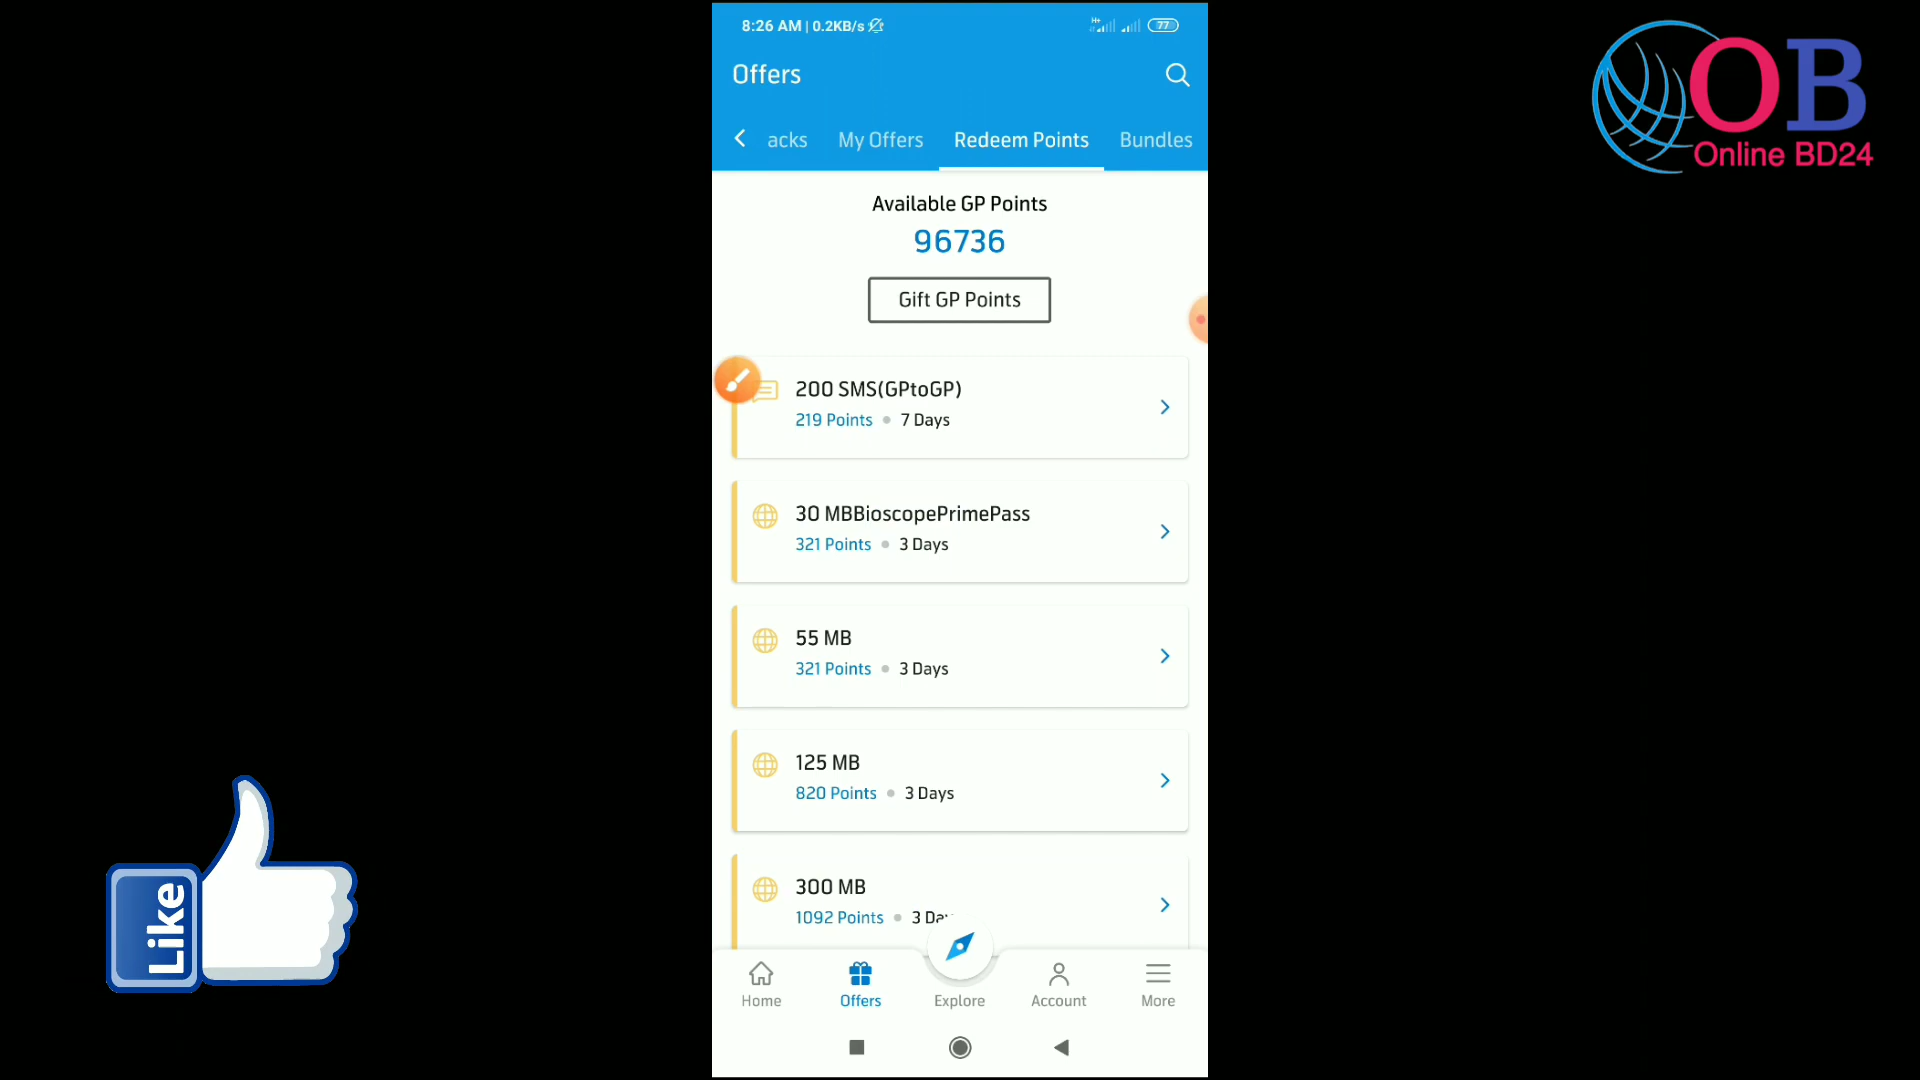 8:26 AM | 0.2KB/s
H+
77
Offers
acks
My Offers
Redeem Points
Bundles
Available GP Points
96736
Gift GP Points
200 SMS(GPtoGP)
219 Points • 7 Days
30 MBBioscopePrimePass
321 Points • 3 Days
55 MB
321 Points • 3 Days
125 MB
820 Points • 3 Days
300 MB
1092 Points • 3 Day
Home
Offers
Explore
Account
More
OB
Online BD24
Like